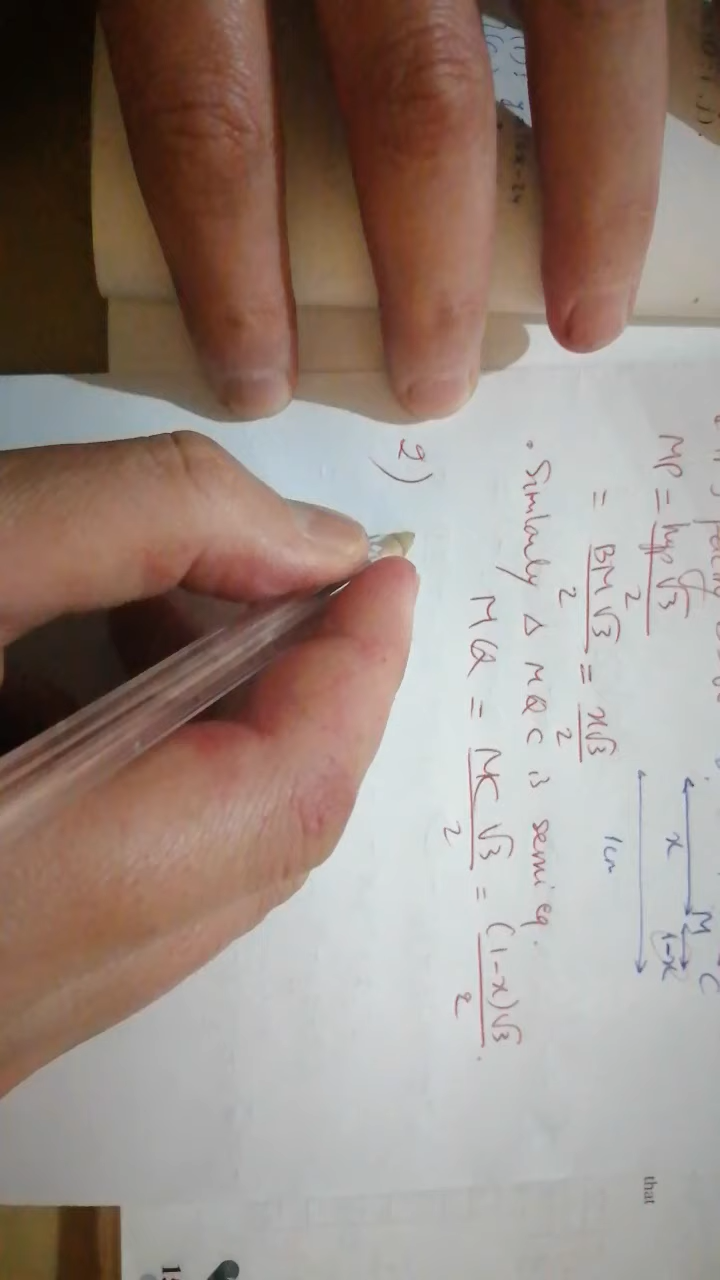 x
M
C
1-x
1cm
MP = hyp√3 / 2
= BM√3 / 2 = x√3 / 2
. Similarly Δ MQC is semi eq.
MQ = MC √3 / 2 = (1-x)√3 / 2 .
2)
that